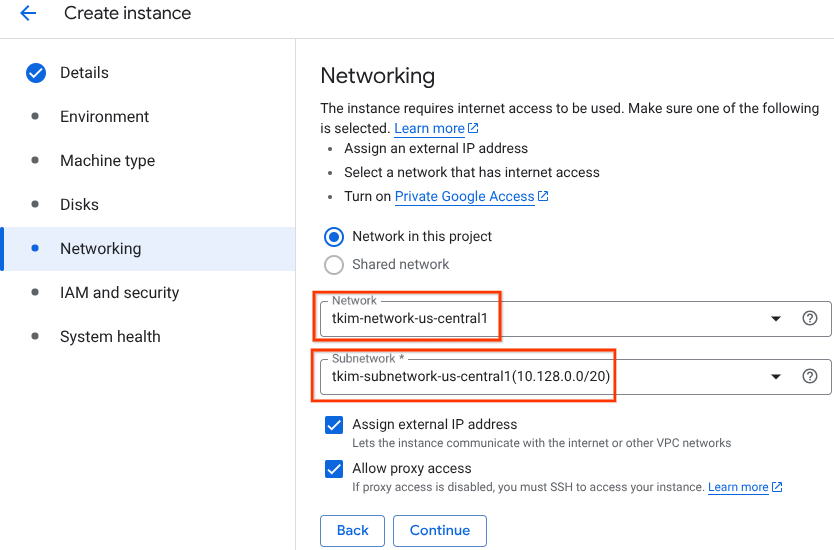 Create instance
Details
Environment
Machine type
Disks
Networking
IAM and security
System health
Networking
The instance requires internet access to be used. Make sure one of the following
is selected. Learn more
• Assign an external IP address
• Select a network that has internet access
• Turn on Private Google Access
Network in this project
Shared network
Network
tkim-network-us-central1
Subnetwork *
tkim-subnetwork-us-central1(10.128.0.0/20)
Assign external IP address
Lets the instance communicate with the internet or other VPC networks
Allow proxy access
If proxy access is disabled, you must SSH to access your instance. Learn more
Back Continue